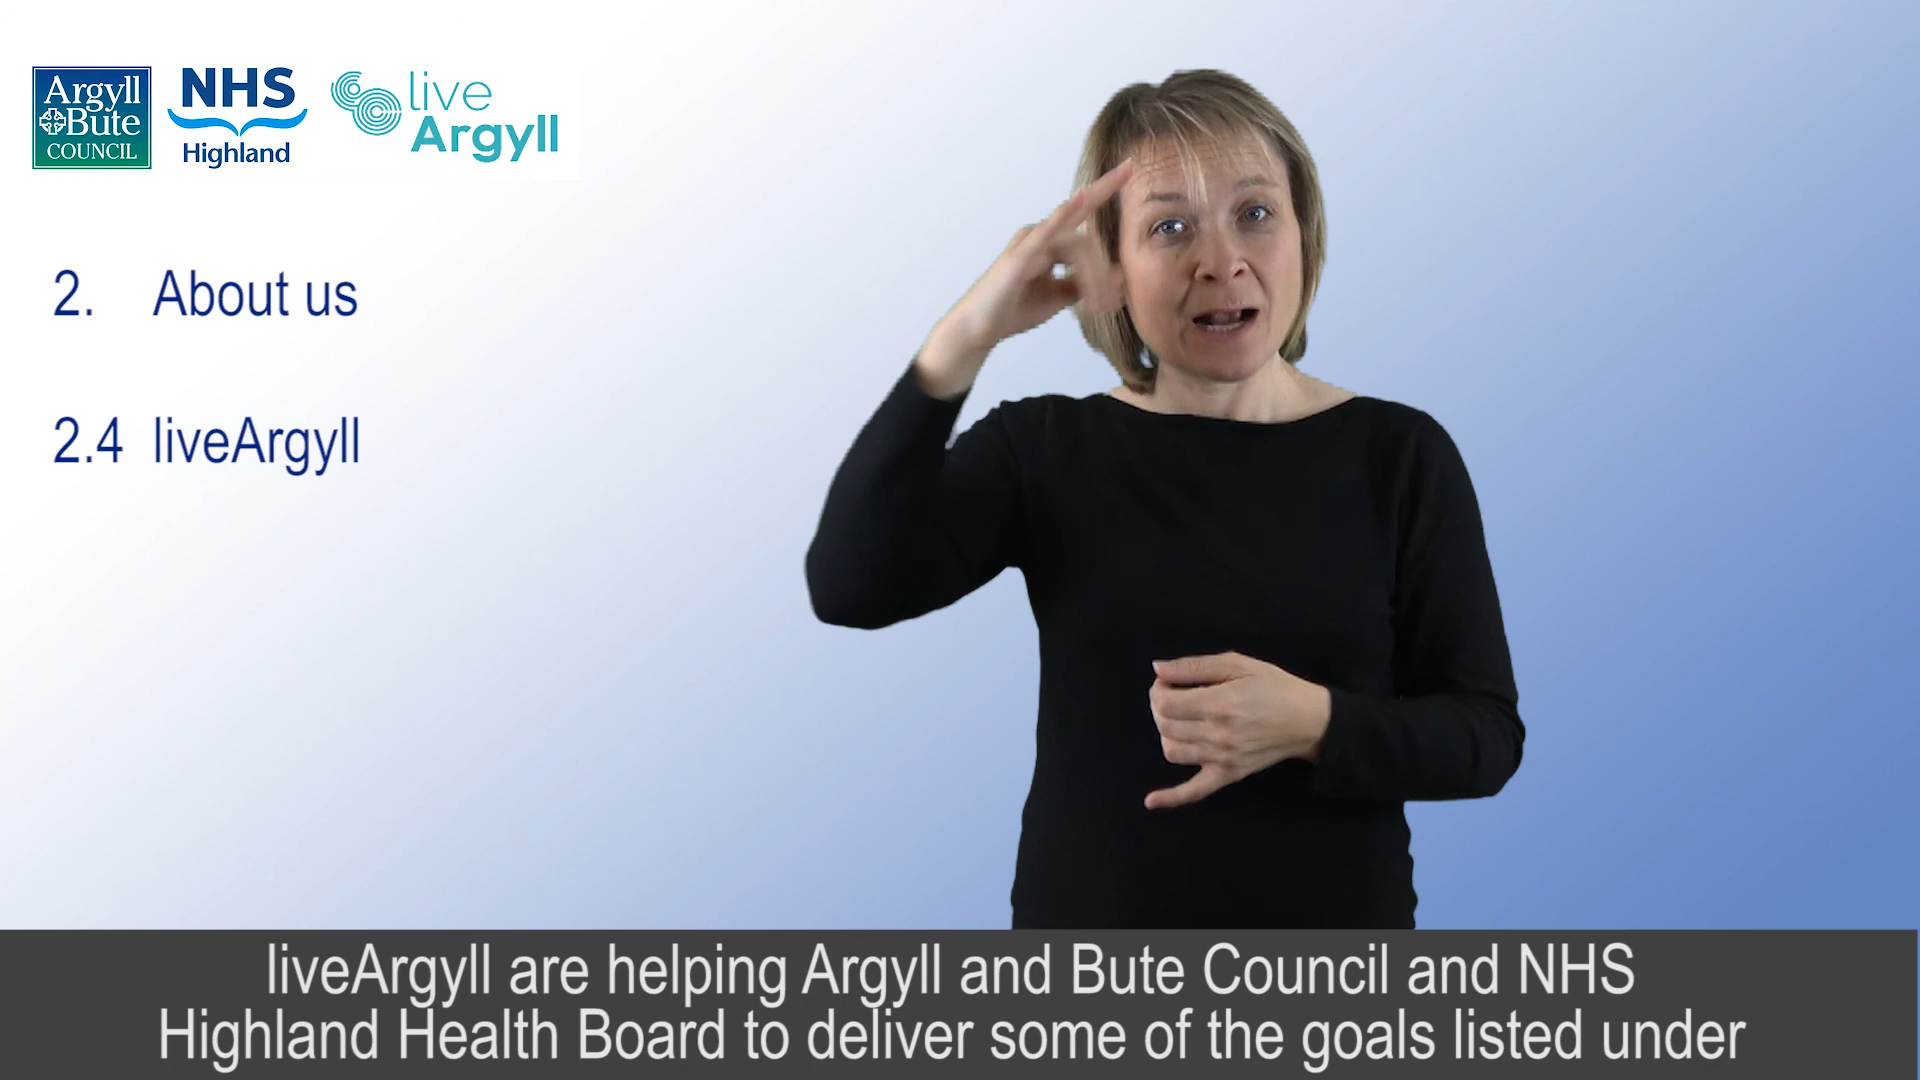 Argyll
&Bute
COUNCIL
NHS
Highland
live
Argyll
2. About us
2.4 liveArgyll
liveArgyll are helping Argyll and Bute Council and NHS
Highland Health Board to deliver some of the goals listed under